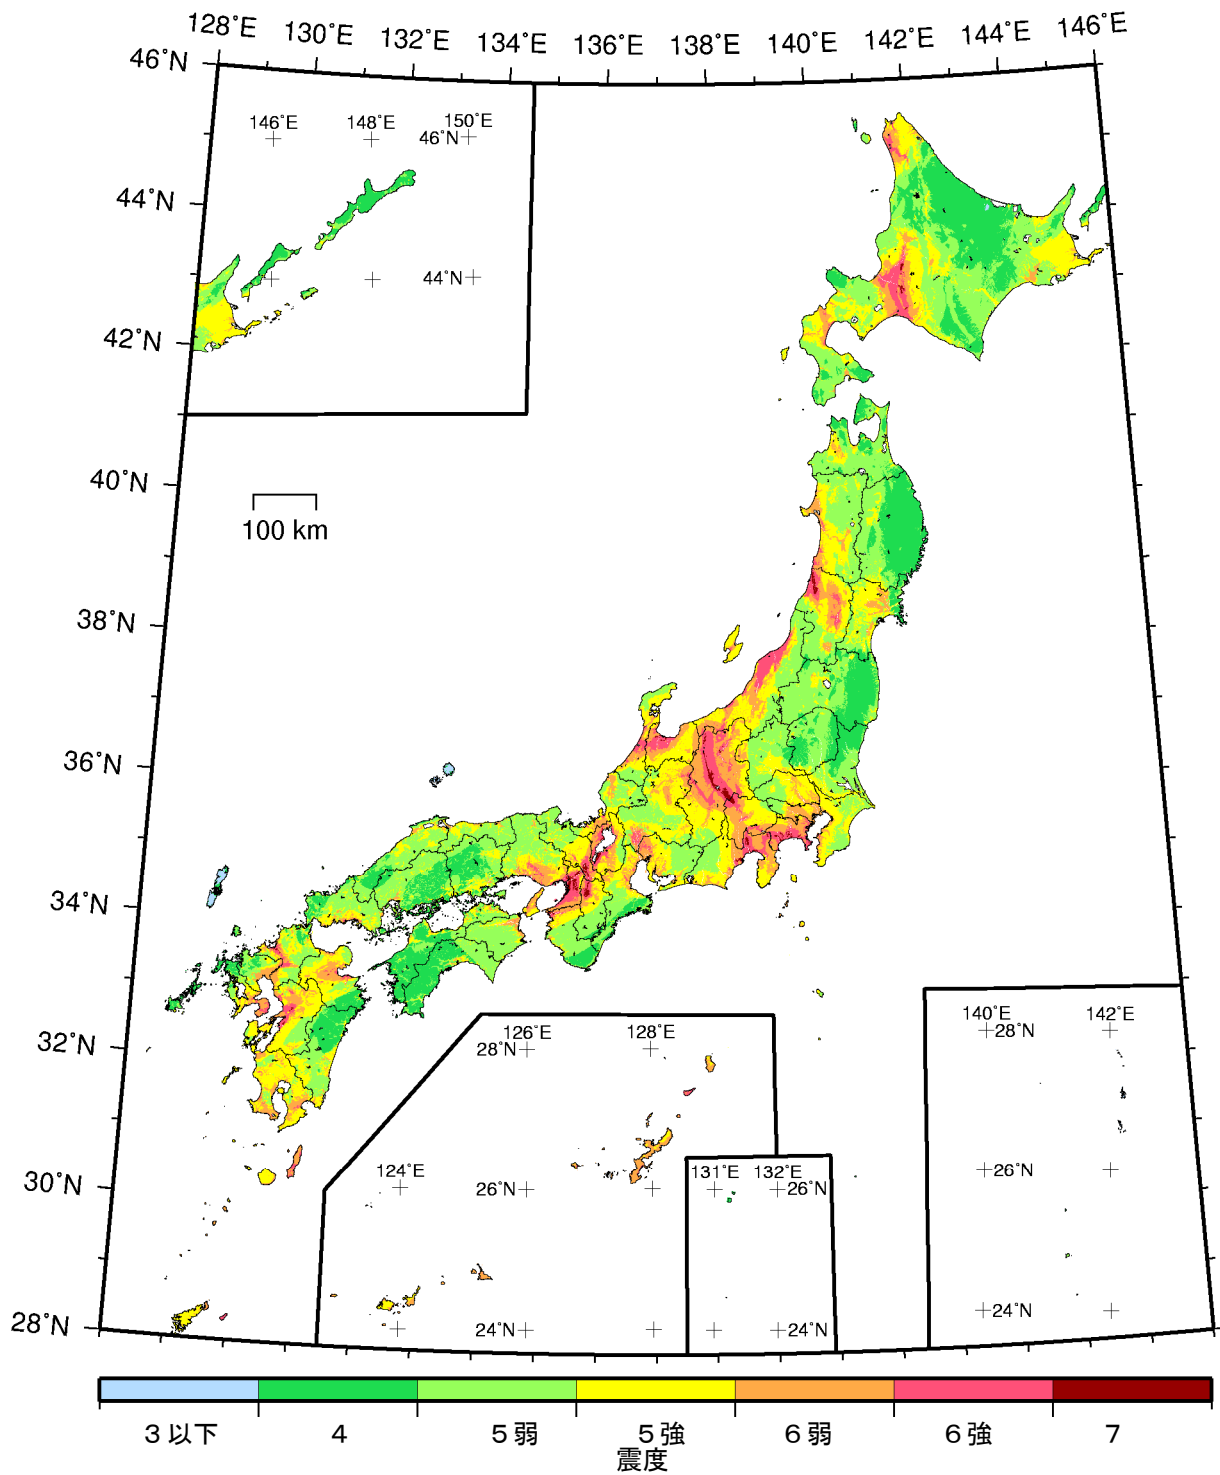 128˚E 130˚E 132˚E 134˚E 136˚E 138˚E 140˚E 142˚E 144˚E 146˚E
46˚N
146˚E 148˚E 150˚E
46˚N
44˚N
44˚N
42˚N
40˚N
100 km
38˚N
36˚N
34˚N
32˚N
126˚E 128˚E
28˚N
140˚E 142˚E
28˚N
124˚E
26˚N
131˚E 132˚E
26˚N
26˚N
30˚N
24˚N
24˚N
24˚N
28˚N
3以下 4 5弱 5強 6弱 6強 7
震度